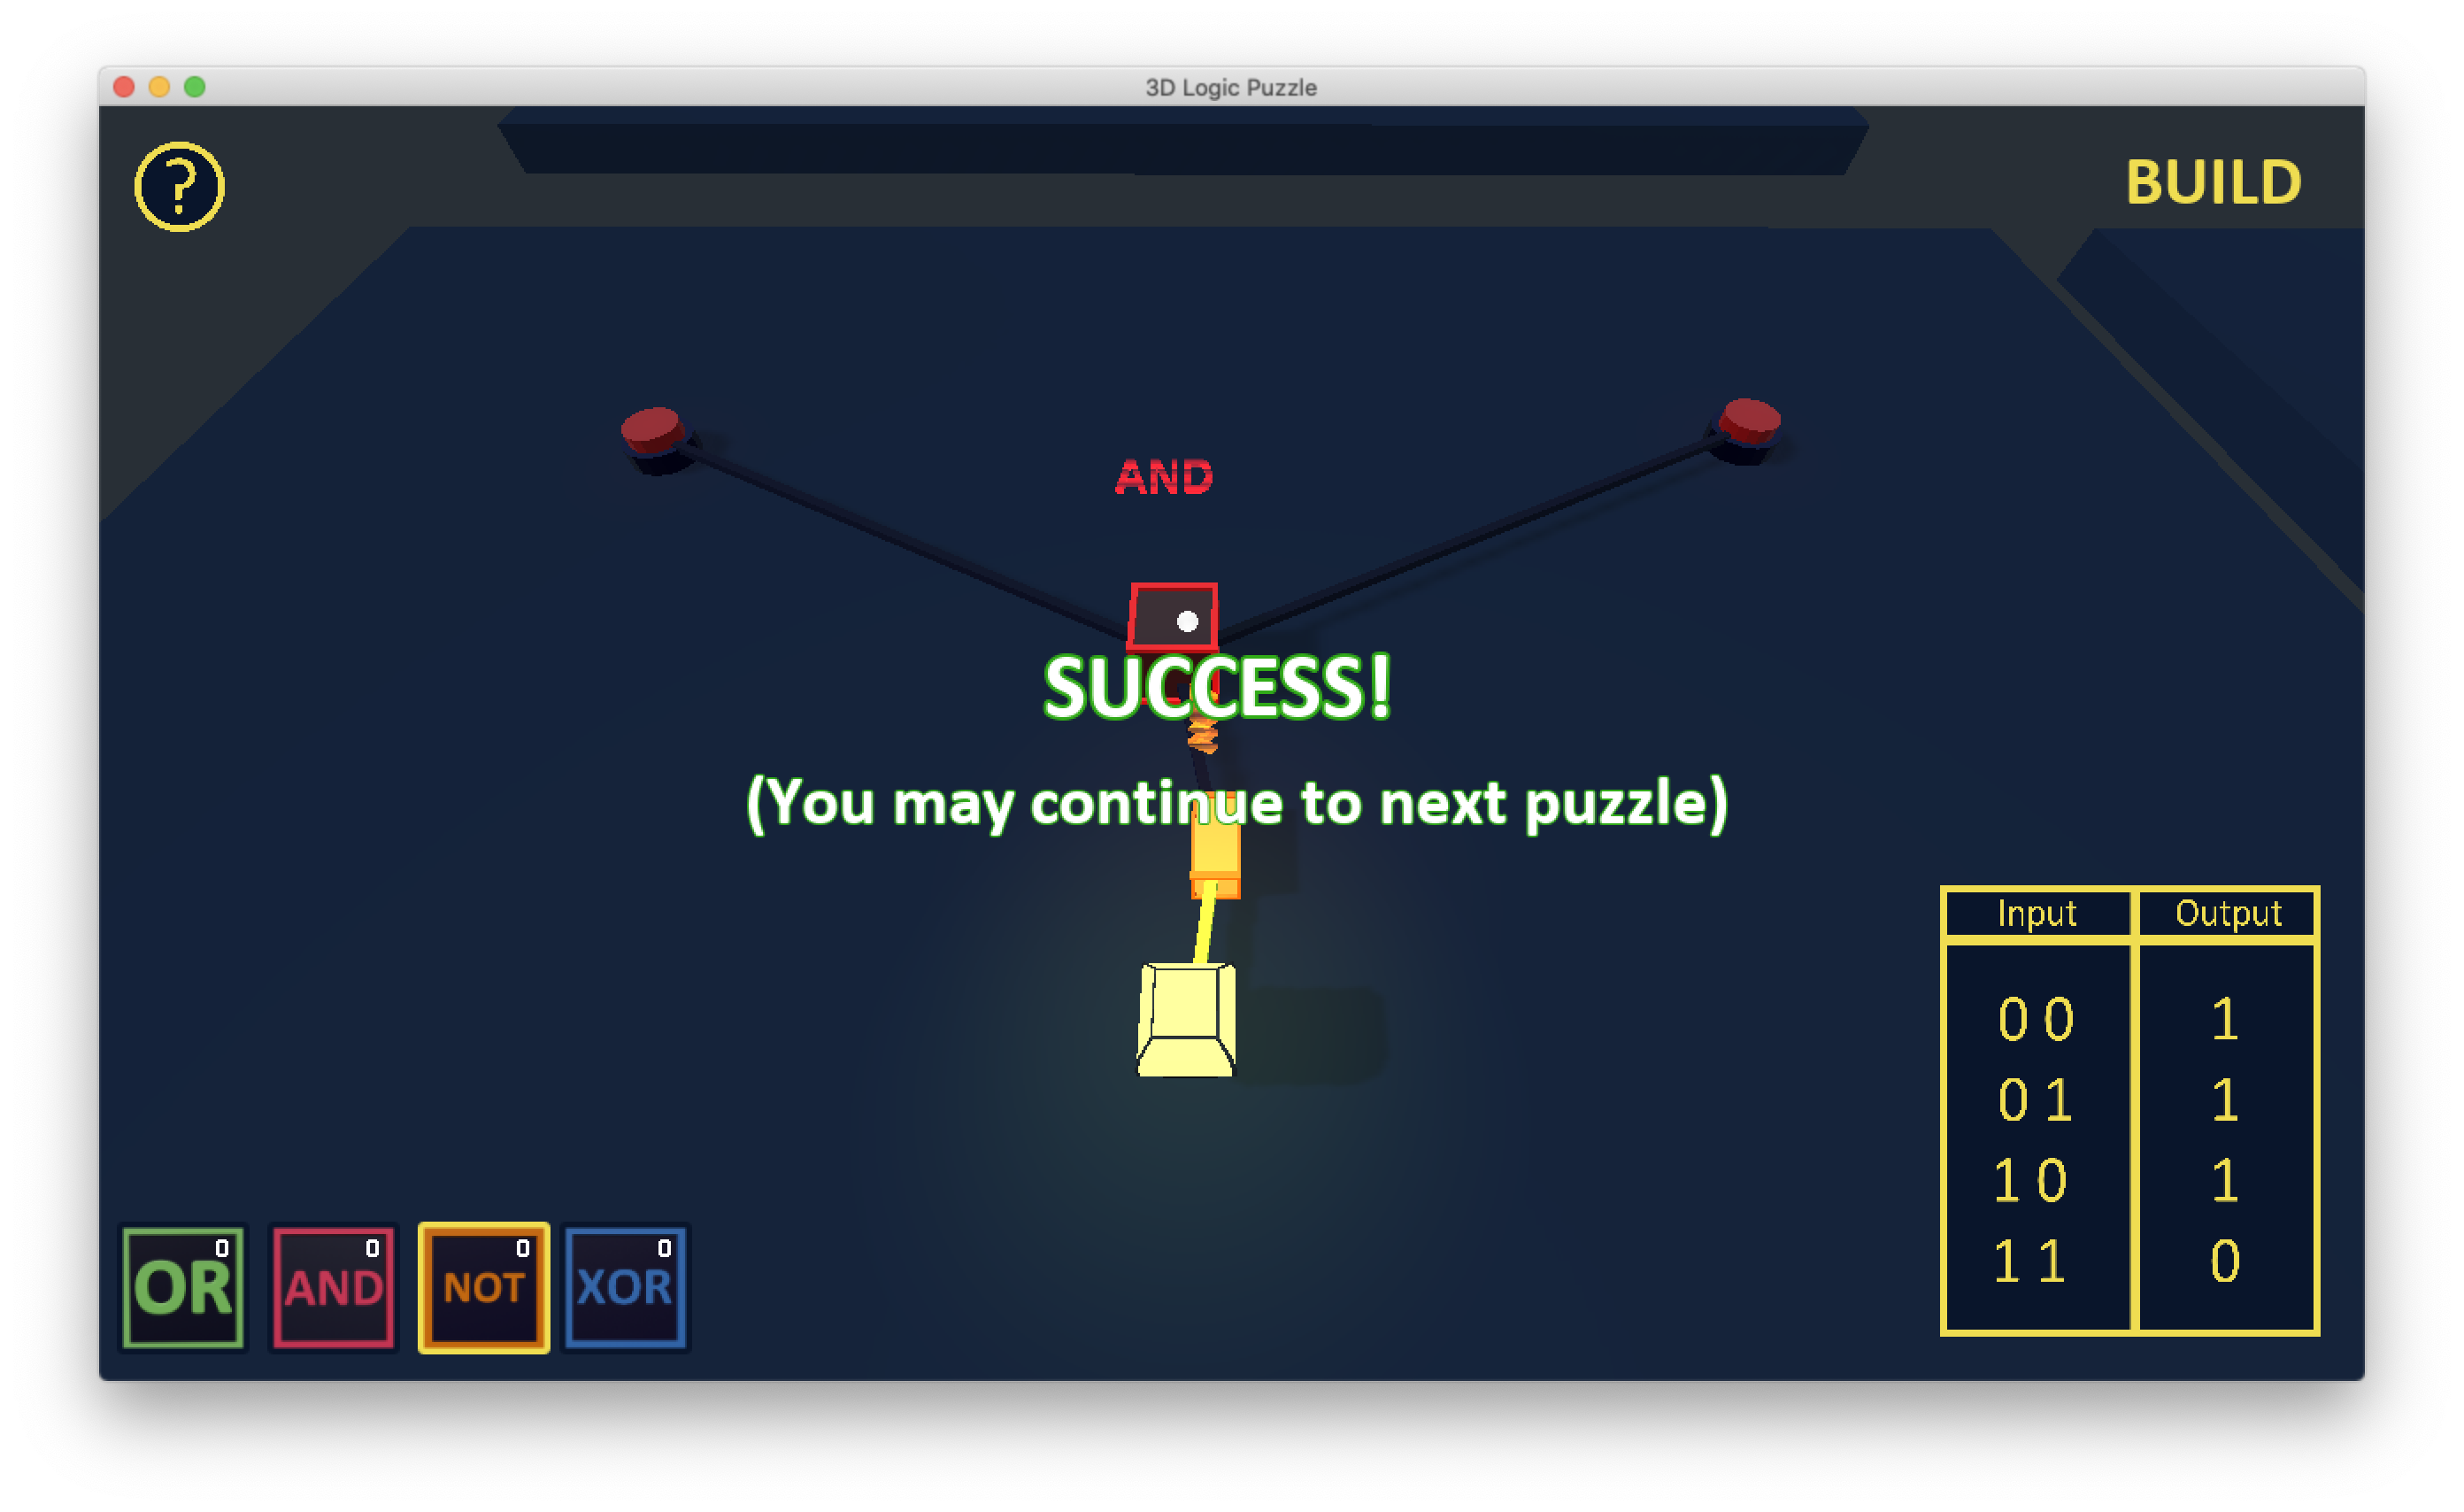 3D Logic Puzzle
?
BUILD
AND
SUCCESS!
(You may continue to next puzzle)
Input Output
0 0 1
0 1 1
1 0 1
1 1 0
0 0 0 0
OR AND NOT XOR